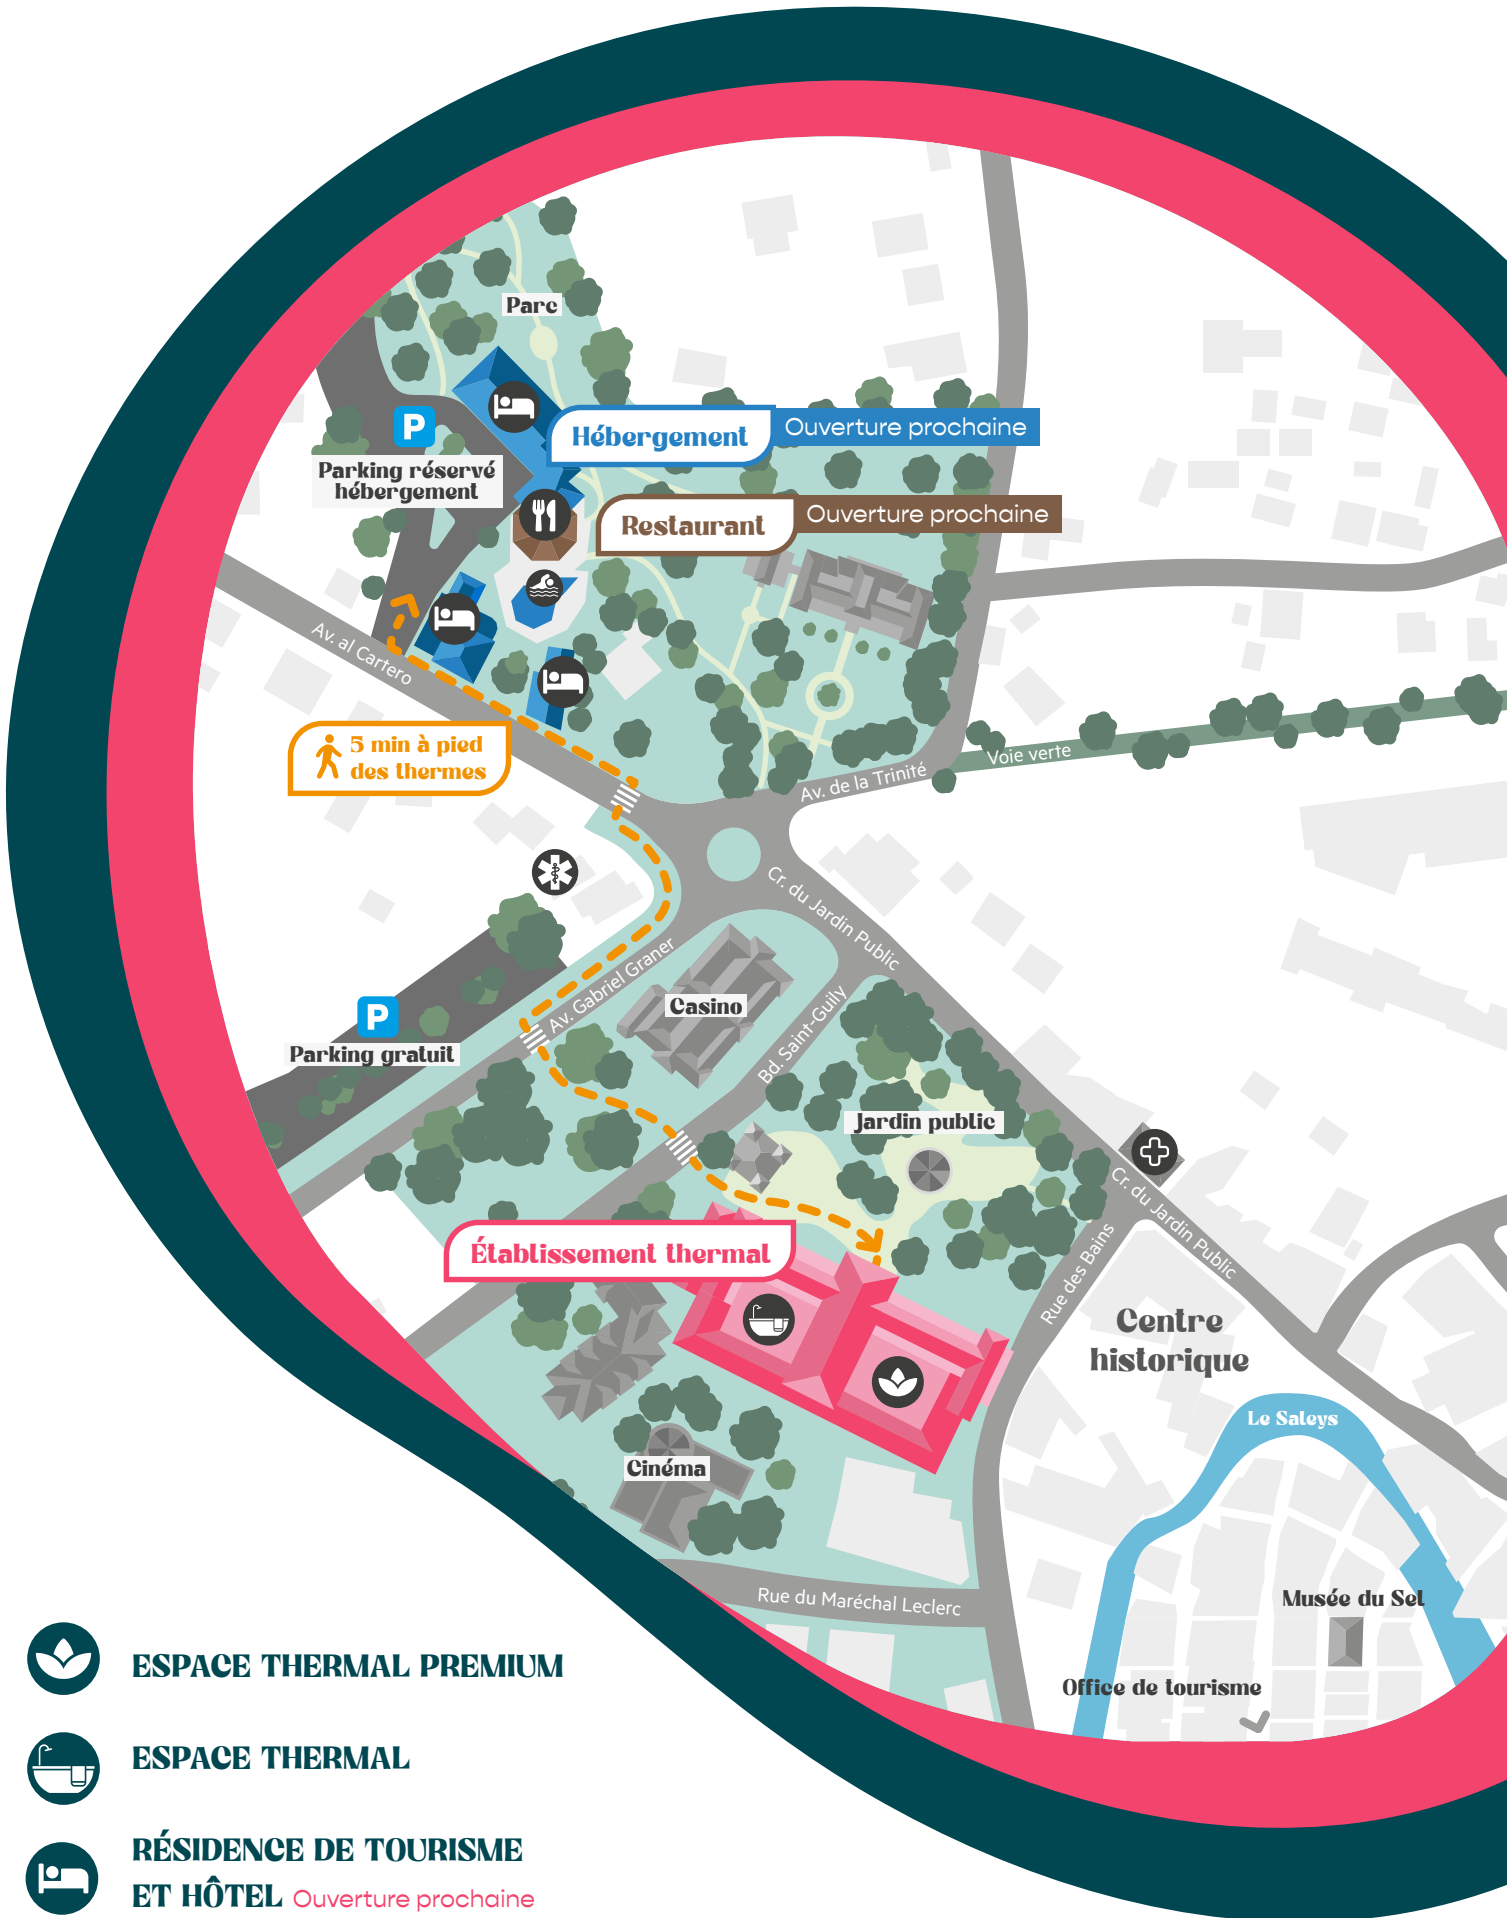 Parc
P
Hébergement
Ouverture prochaine
Parking réservé
hébergement
Restaurant
Ouverture prochaine
Av. al Cartero
5 min à pied
des thermes
Voie verte
Av. de la Trinité
Cr. du Jardin Public
Av. Gabriel Graner
Casino
P
Parking gratuit
Bd. Saint-Guily
Jardin public
Cr. du Jardin Public
Rue des Bains
Établissement thermal
Centre
historique
Le Saleys
Cinéma
Rue du Maréchal Leclerc
Musée du Sel
Office de tourisme
ESPACE THERMAL PREMIUM
ESPACE THERMAL
RÉSIDENCE DE TOURISME
ET HÔTEL Ouverture prochaine